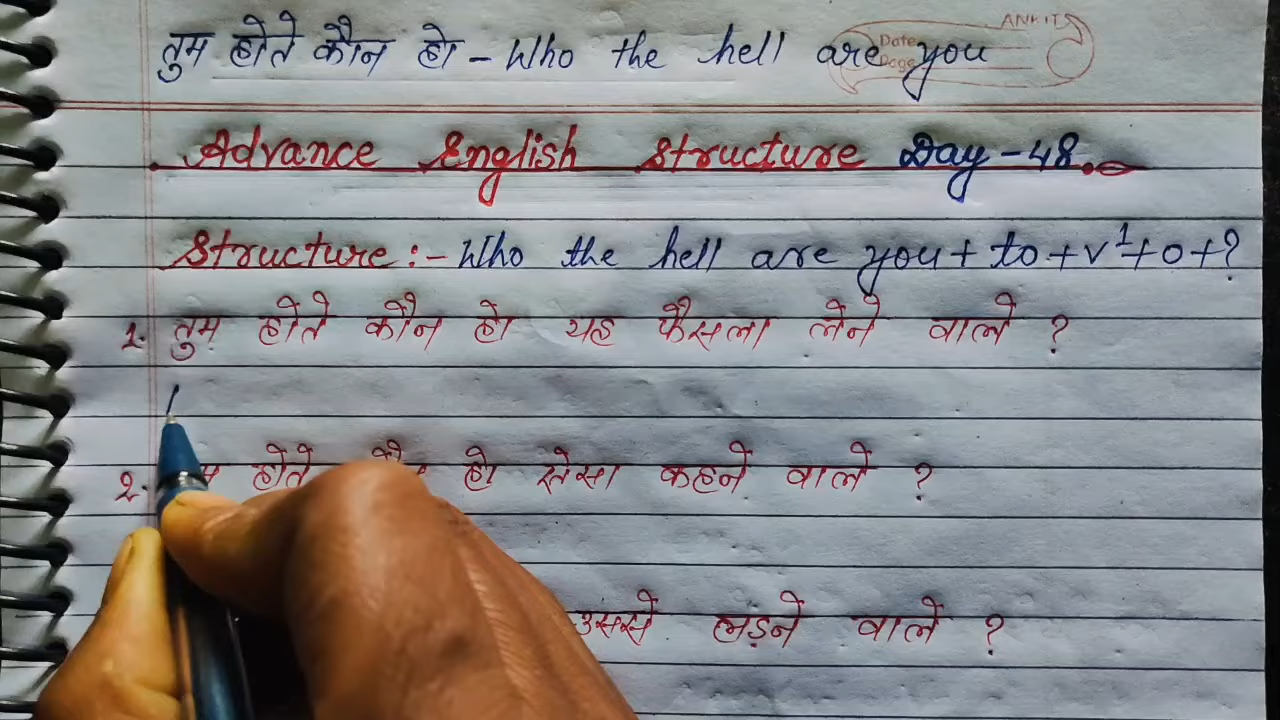 ANKIT
Date
Page
तुम होते कौन हो - Who the hell are you
Advance English Structure Day-48.
Structure :- Who the hell are you + to + v¹ + o + ?
1. तुम होते कौन हो यह फैसला लेने वाले ?
2. होते हो ऐसा कहने वाले ?
उससे लड़ने वाले ?